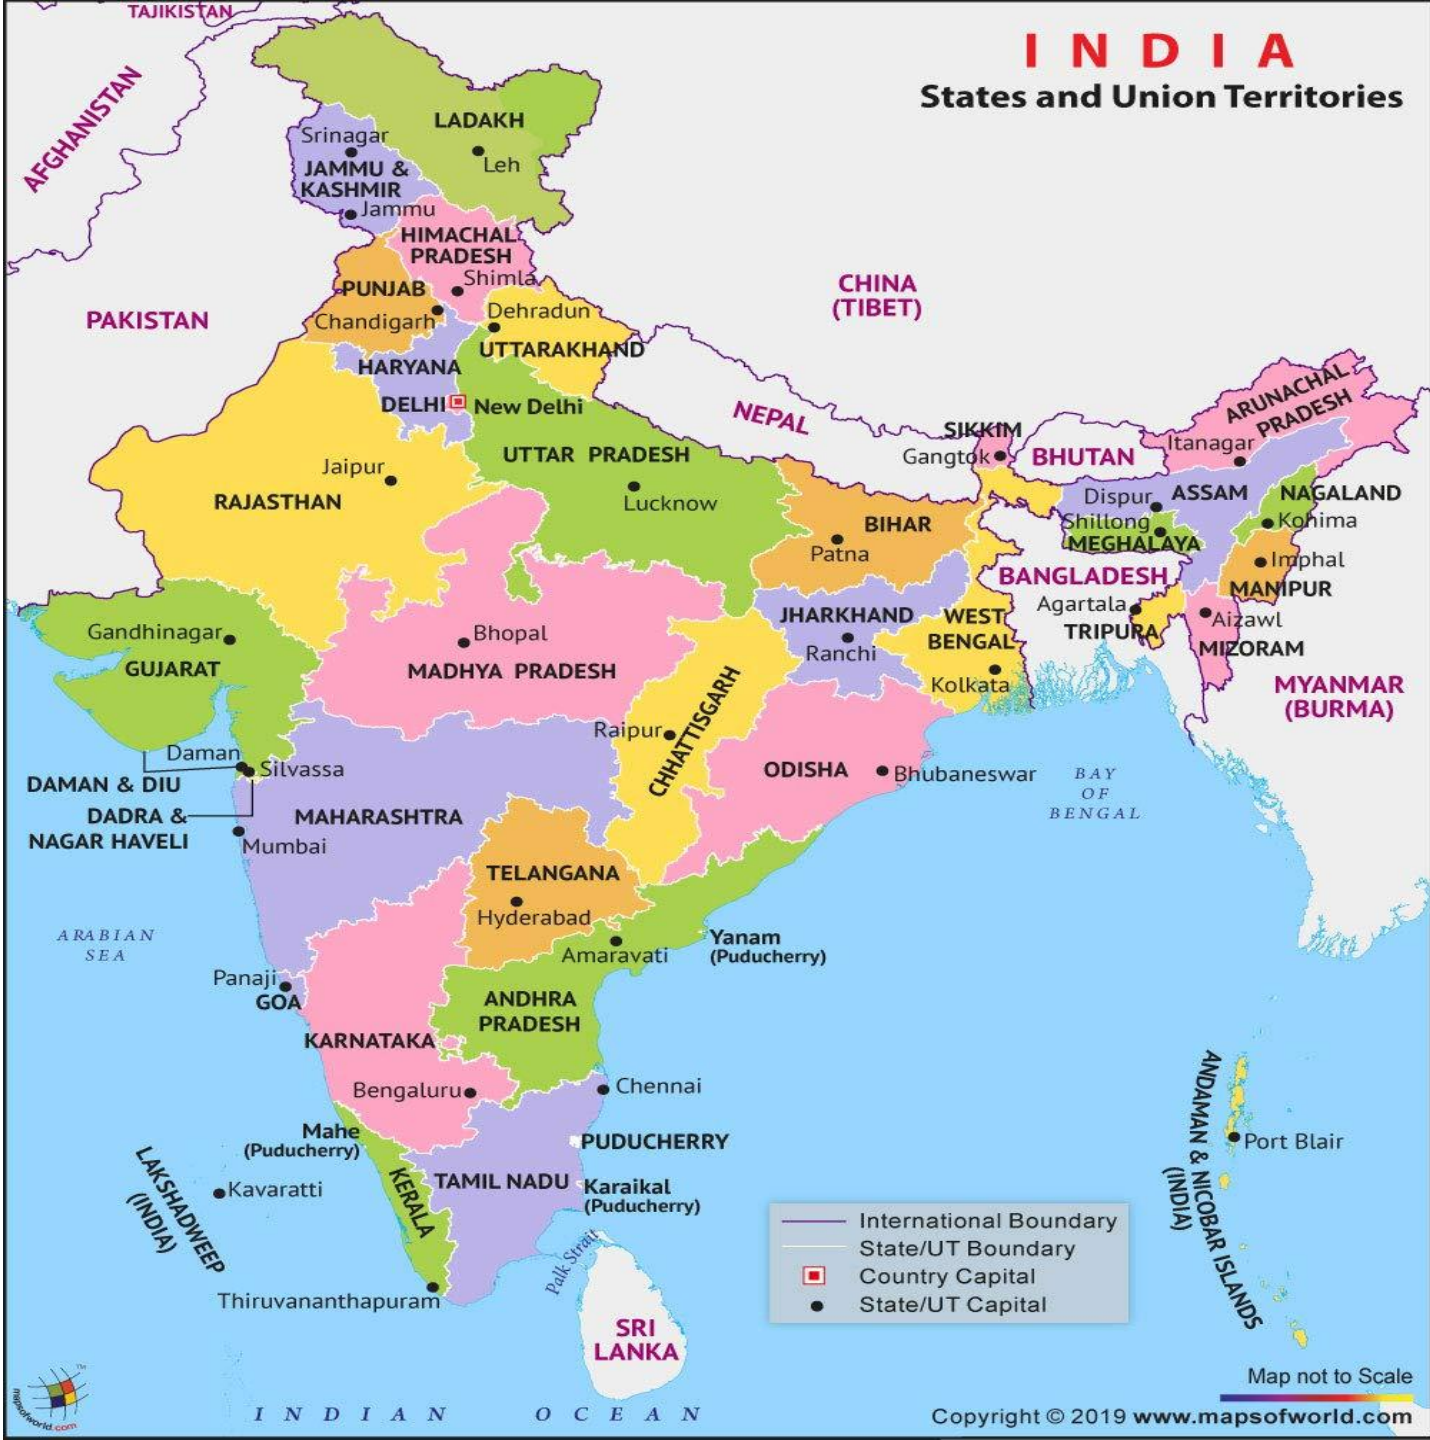 INDIA
States and Union Territories
TAJIKISTAN
AFGHANISTAN
PAKISTAN
CHINA
(TIBET)
NEPAL
BHUTAN
BANGLADESH
MYANMAR
(BURMA)
SRI
LANKA
LADAKH
Leh
Srinagar
JAMMU &
KASHMIR
Jammu
HIMACHAL
PRADESH
Shimla
PUNJAB
Chandigarh
Dehradun
UTTARAKHAND
HARYANA
DELHI
New Delhi
UTTAR PRADESH
Lucknow
Jaipur
RAJASTHAN
BIHAR
Patna
SIKKIM
Gangtok
ARUNACHAL
PRADESH
Itanagar
Dispur
ASSAM
NAGALAND
Kohima
Shillong
MEGHALAYA
Imphal
MANIPUR
Agartala
TRIPURA
Aizawl
MIZORAM
JHARKHAND
Ranchi
WEST
BENGAL
Kolkata
Gandhinagar
GUJARAT
Bhopal
MADHYA PRADESH
Raipur
CHHATTISGARH
ODISHA
Bhubaneswar
Daman
Silvassa
DAMAN & DIU
DADRA &
NAGAR HAVELI
MAHARASHTRA
Mumbai
TELANGANA
Hyderabad
Amaravati
Yanam
(Puducherry)
ANDHRA
PRADESH
Panaji
GOA
KARNATAKA
Bengaluru
Chennai
Mahe
(Puducherry)
PUDUCHERRY
TAMIL NADU
Karaikal
(Puducherry)
KERALA
Thiruvananthapuram
LAKSHADWEEP
(INDIA)
Kavaratti
ANDAMAN & NICOBAR ISLANDS
(INDIA)
Port Blair
ARABIAN
SEA
BAY
OF
BENGAL
Palk Strait
INDIAN OCEAN
International Boundary
State/UT Boundary
Country Capital
State/UT Capital
Map not to Scale
Copyright © 2019 www.mapsofworld.com
mapsofworld.com
TM